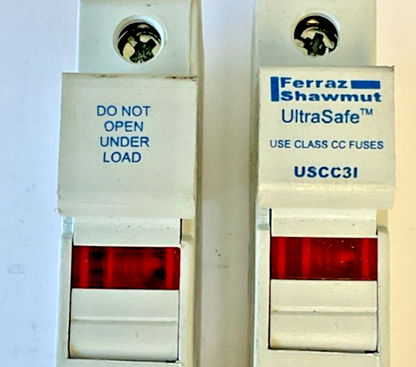 DO NOT
OPEN
UNDER
LOAD
Ferraz
Shawmut
UltraSafe™
USE CLASS CC FUSES
USCC3I